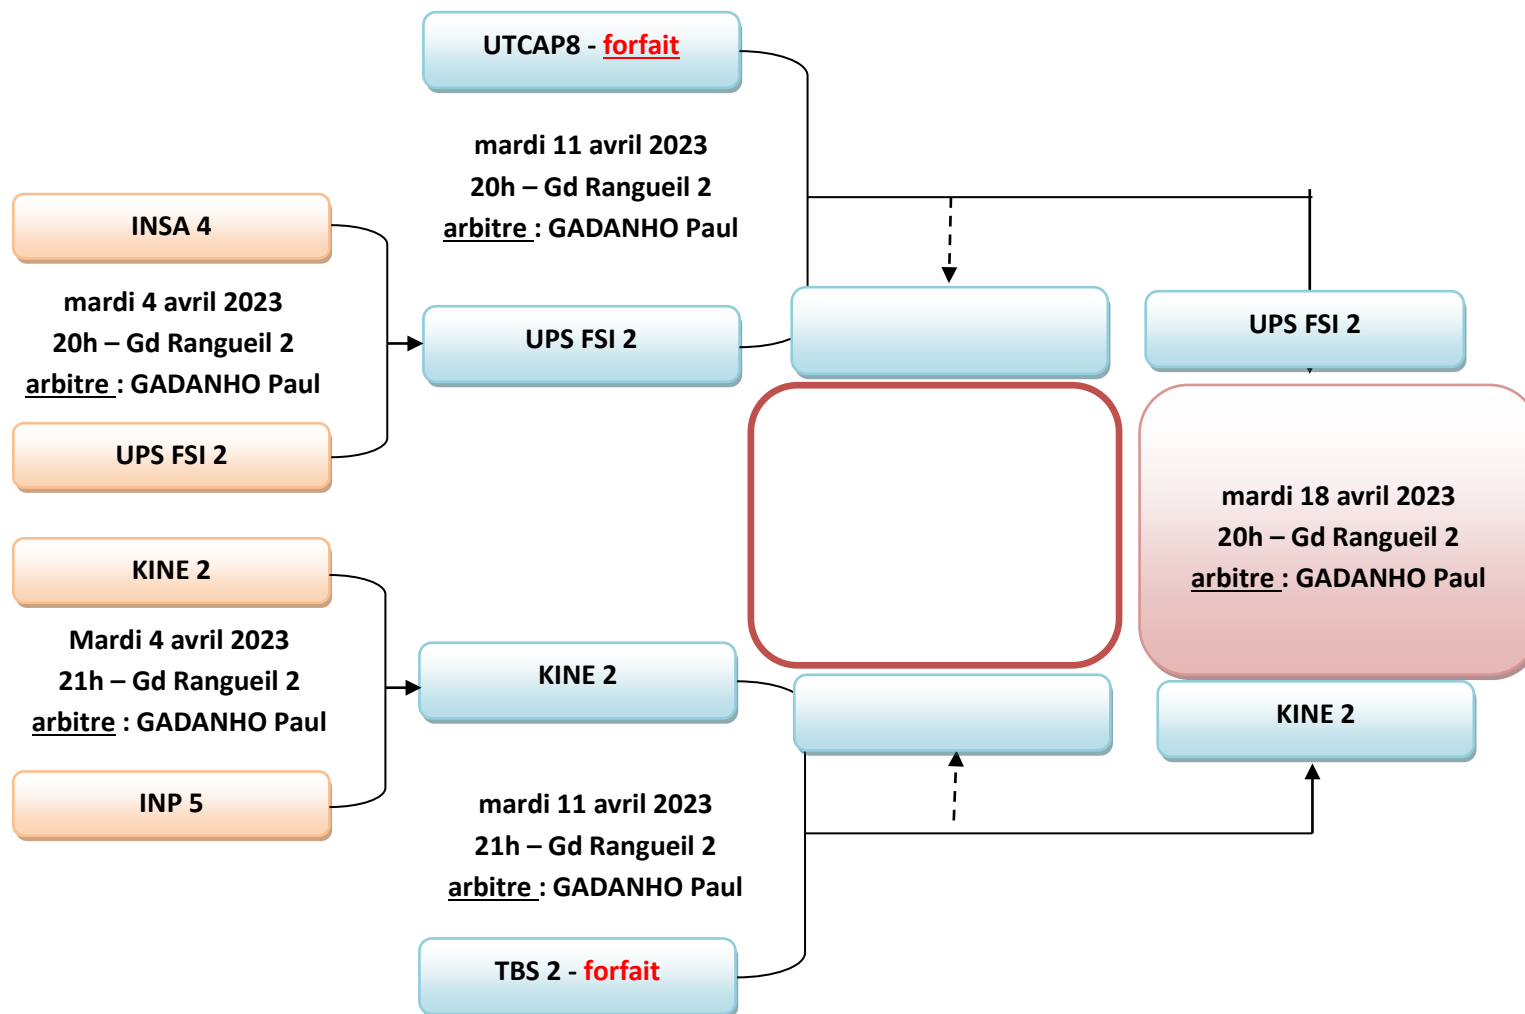 UTCAP8 - forfait
mardi 11 avril 2023
20h – Gd Rangueil 2
arbitre : GADANHO Paul
INSA 4
mardi 4 avril 2023
20h – Gd Rangueil 2
arbitre : GADANHO Paul
UPS FSI 2
UPS FSI 2
UPS FSI 2
mardi 18 avril 2023
20h – Gd Rangueil 2
arbitre : GADANHO Paul
KINE 2
Mardi 4 avril 2023
21h – Gd Rangueil 2
arbitre : GADANHO Paul
INP 5
KINE 2
KINE 2
mardi 11 avril 2023
21h – Gd Rangueil 2
arbitre : GADANHO Paul
TBS 2 - forfait